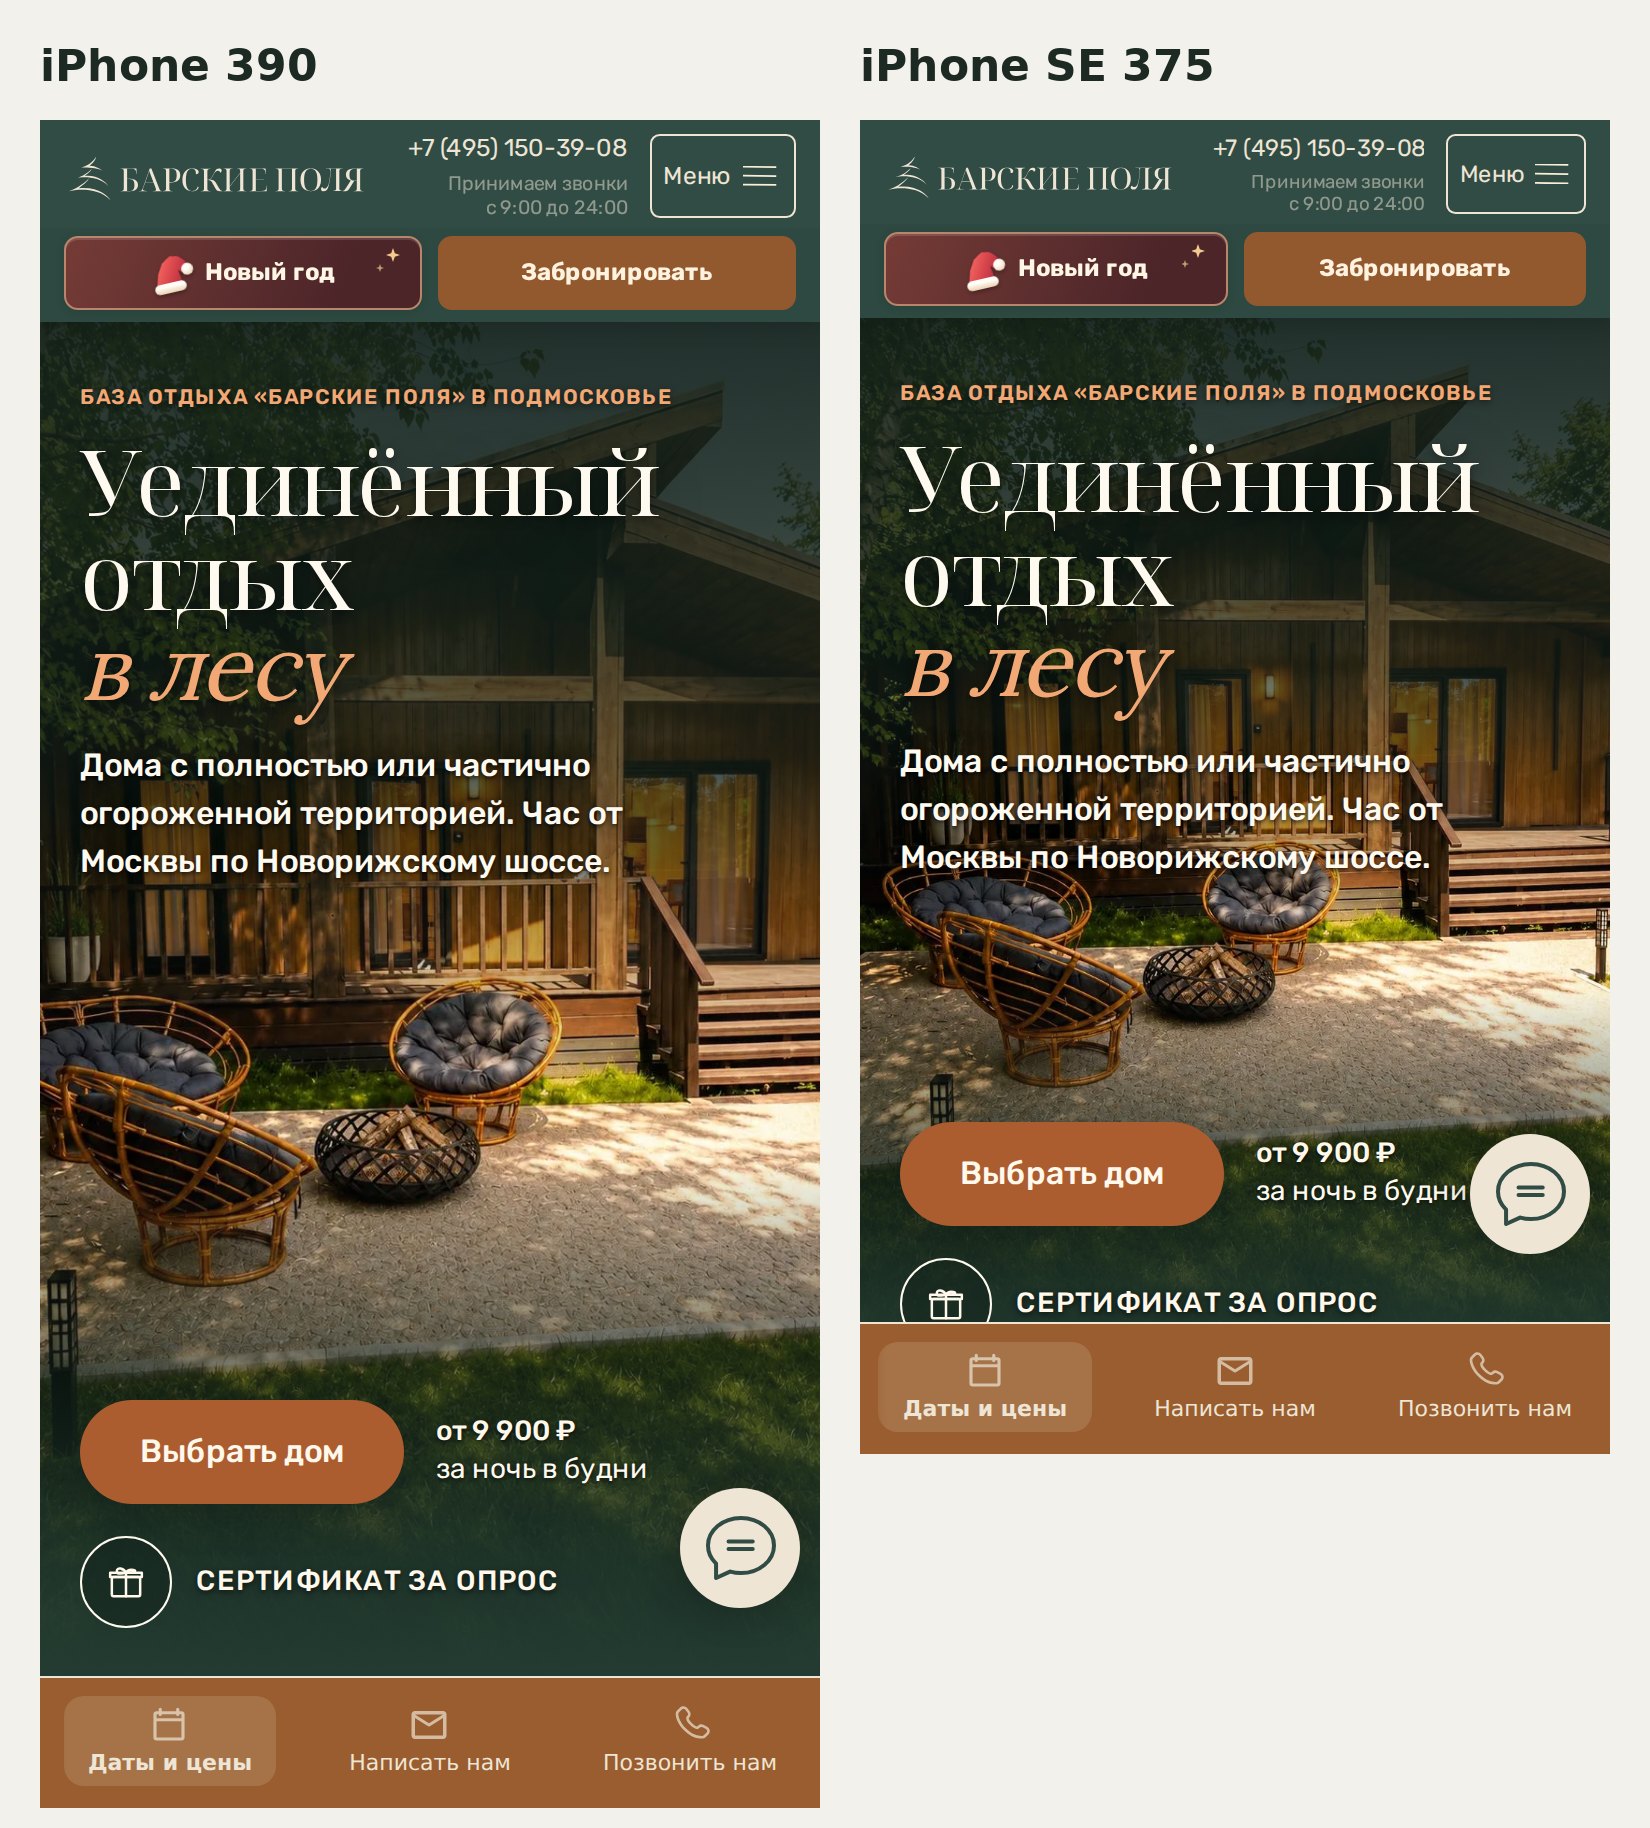 iPhone 390
БАРСКИЕ ПОЛЯ
+7 (495) 150-39-08
Принимаем звонки
с 9:00 до 24:00
Меню
Новый год
Забронировать
БАЗА ОТДЫХА «БАРСКИЕ ПОЛЯ» В ПОДМОСКОВЬЕ
Уединённый
отдых
в лесу
Дома с полностью или частично
огороженной территорией. Час от
Москвы по Новорижскому шоссе.
Выбрать дом
от 9 900 ₽
за ночь в будни
СЕРТИФИКАТ ЗА ОПРОС
Даты и цены
Написать нам
Позвонить нам
iPhone SE 375
БАРСКИЕ ПОЛЯ
+7 (495) 150-39-08
Принимаем звонки
с 9:00 до 24:00
Меню
Новый год
Забронировать
БАЗА ОТДЫХА «БАРСКИЕ ПОЛЯ» В ПОДМОСКОВЬЕ
Уединённый
отдых
в лесу
Дома с полностью или частично
огороженной территорией. Час от
Москвы по Новорижскому шоссе.
Выбрать дом
от 9 900 ₽
за ночь в будни
СЕРТИФИКАТ ЗА ОПРОС
Даты и цены
Написать нам
Позвонить нам